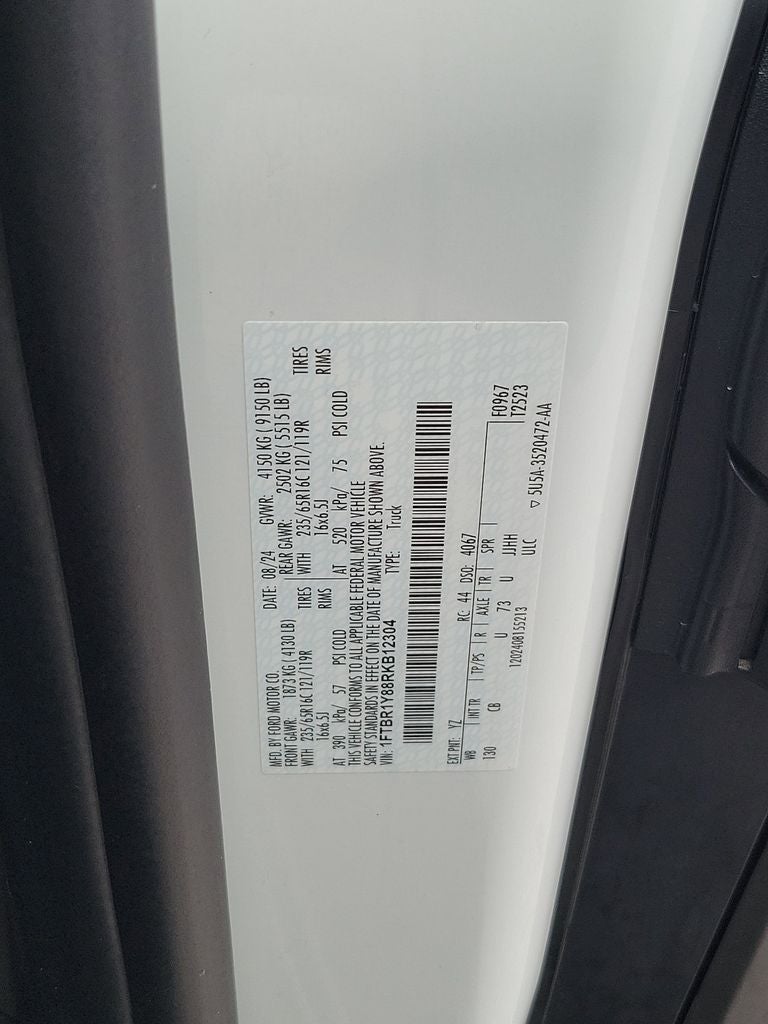 MFD. BY FORD MOTOR CO.
DATE: 08/24 GVWR: 4150 KG ( 9150 LB)
FRONT GAWR: 1873 KG ( 4130 LB)
REAR GAWR: 2502 KG ( 5515 LB)
WITH 235/65R16C 121/119R TIRES
WITH 235/65R16C 121/119R TIRES
16x6.5J RIMS
16x6.5J RIMS
AT 390 kPa/ 57 PSI COLD
AT 520 kPa/ 75 PSI COLD
THIS VEHICLE CONFORMS TO ALL APPLICABLE FEDERAL MOTOR VEHICLE
SAFETY STANDARDS IN EFFECT ON THE DATE OF MANUFACTURE SHOWN ABOVE.
VIN: 1FTBR1Y88RKB12304 TYPE: Truck
EXT PNT: YZ RC: 44 DSO: 4067
WB INT TR TP/PS R AXLE TR SPR F0967
130 CB U 73 U JJHH T2523
1202408155213 ULC
▽ 5U5A-3520472-AA